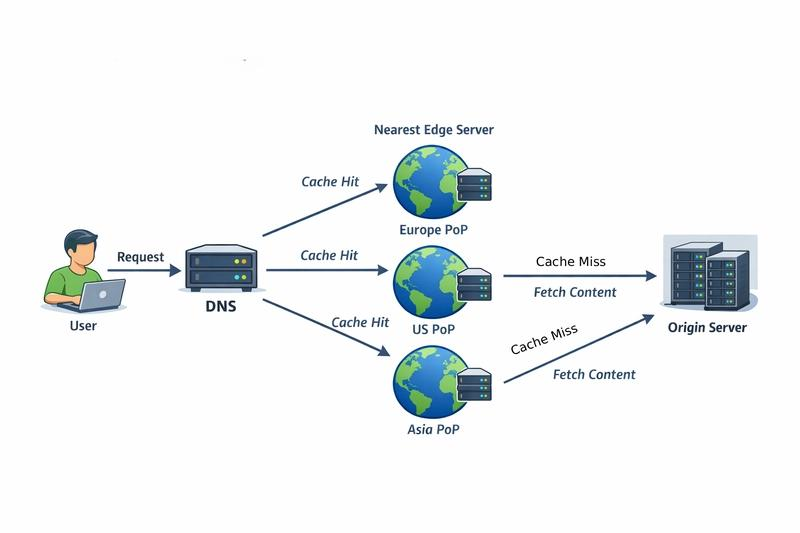 Nearest Edge Server
Cache Hit
Europe PoP
Request
Cache Hit
Cache Miss
Fetch Content
DNS
User
US PoP
Origin Server
Cache Hit
Cache Miss
Fetch Content
Asia PoP